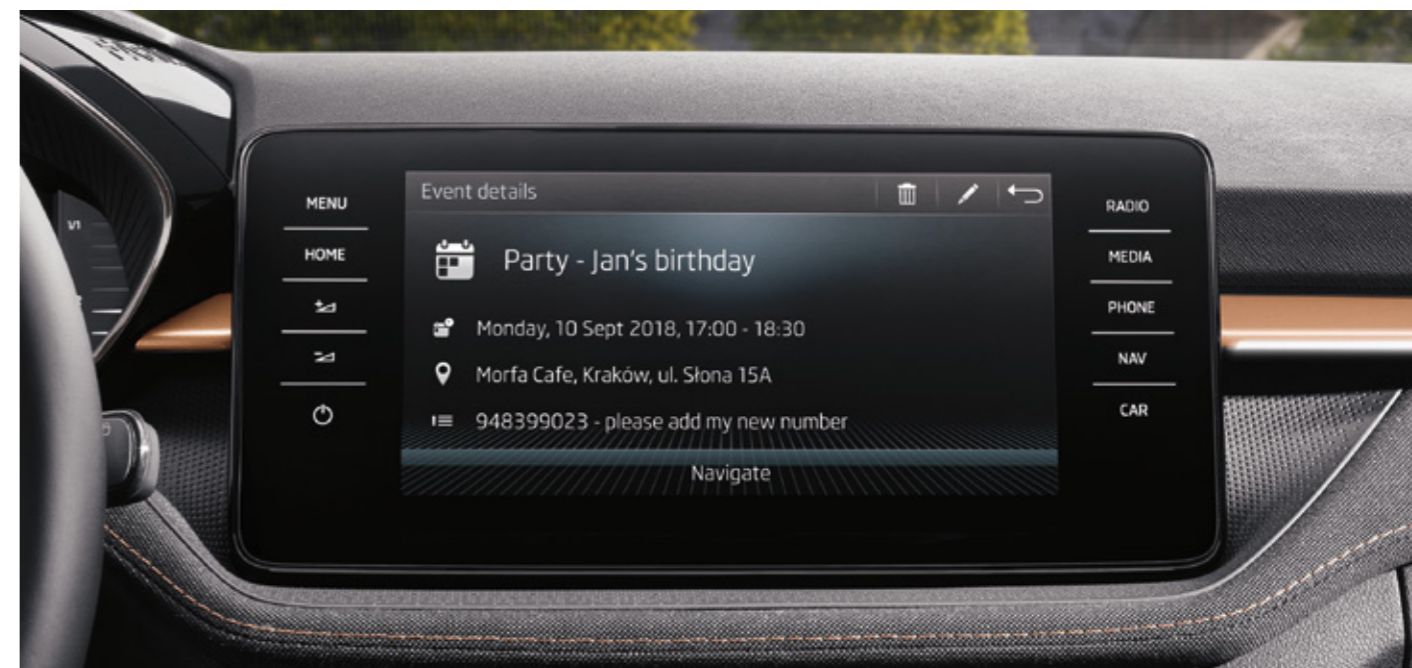 MENU
HOME
Event details
Party - Jan's birthday
Monday, 10 Sept 2018, 17:00 - 18:30
Morfa Cafe, Kraków, ul. Słona 15A
948399023 - please add my new number
Navigate
RADIO
MEDIA
PHONE
NAV
CAR